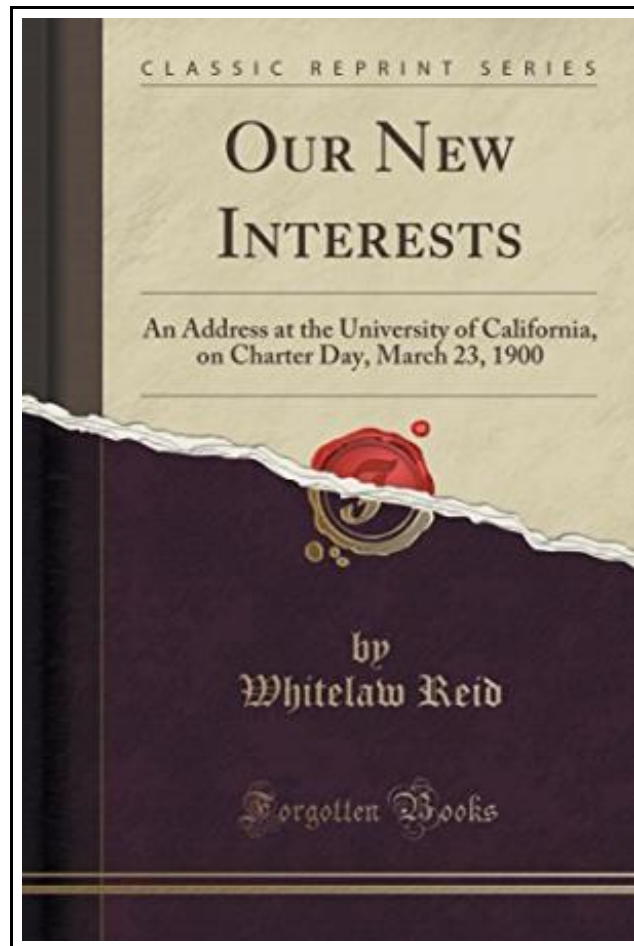 CLASSIC REPRINT SERIES
OUR NEW
INTERESTS
An Address at the University of California,
on Charter Day, March 23, 1900
F
by
Whitelaw Reid
Forgotten Books